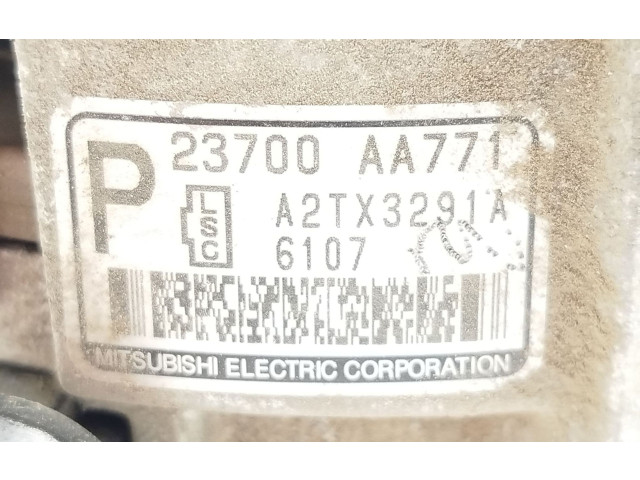 P 23700 AA771
LSC A2TX3291A
6107
MITSUBISHI ELECTRIC CORPORATION